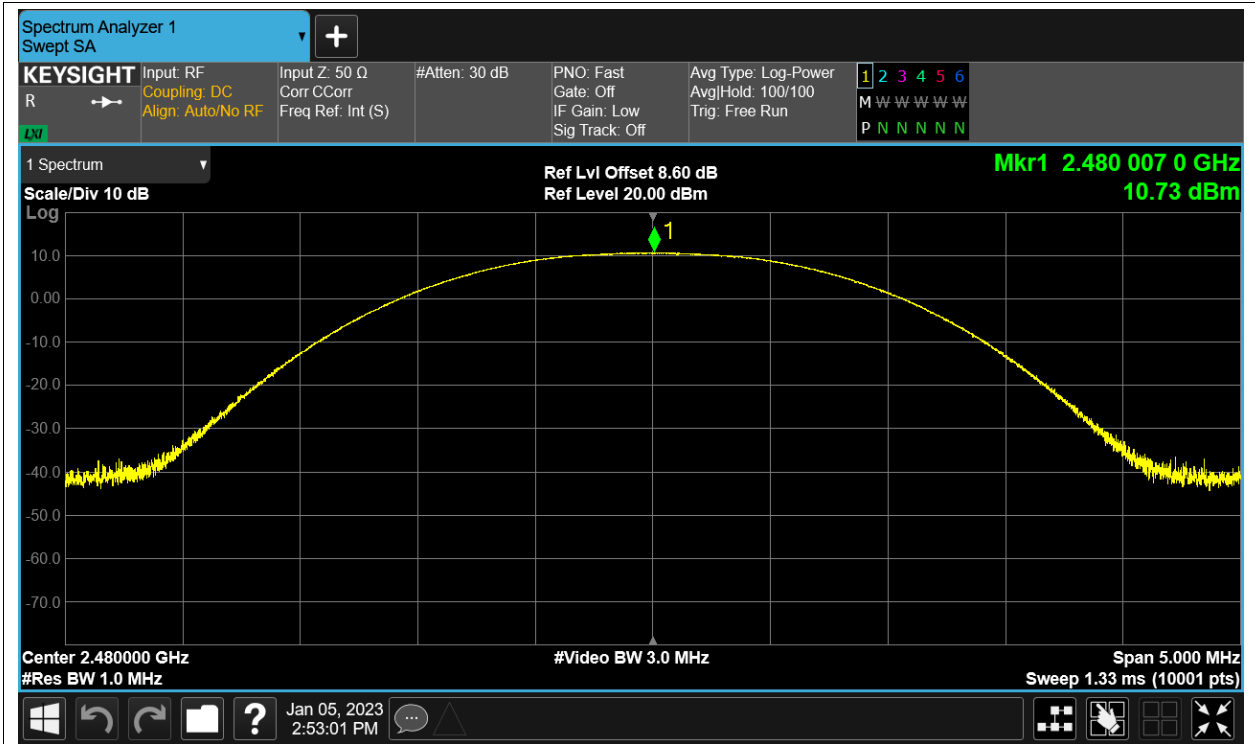 Spectrum Analyzer 1
Swept SA
KEYSIGHT
R
LXI
Input: RF
Coupling: DC
Align: Auto/No RF
Input Z: 50 Ω
Corr CCorr
Freq Ref: Int (S)
#Atten: 30 dB
PNO: Fast
Gate: Off
IF Gain: Low
Sig Track: Off
Avg Type: Log-Power
Avg|Hold: 100/100
Trig: Free Run
1 2 3 4 5 6
M W W W W W W
P N N N N N N
1 Spectrum
Scale/Div 10 dB
Log
Ref Lvl Offset 8.60 dB
Ref Level 20.00 dBm
Mkr1 2.480 007 0 GHz
10.73 dBm
1
10.0
0.00
-10.0
-20.0
-30.0
-40.0
-50.0
-60.0
-70.0
Center 2.480000 GHz
#Video BW 3.0 MHz
Span 5.000 MHz
#Res BW 1.0 MHz
Sweep 1.33 ms (10001 pts)
?
Jan 05, 2023
2:53:01 PM